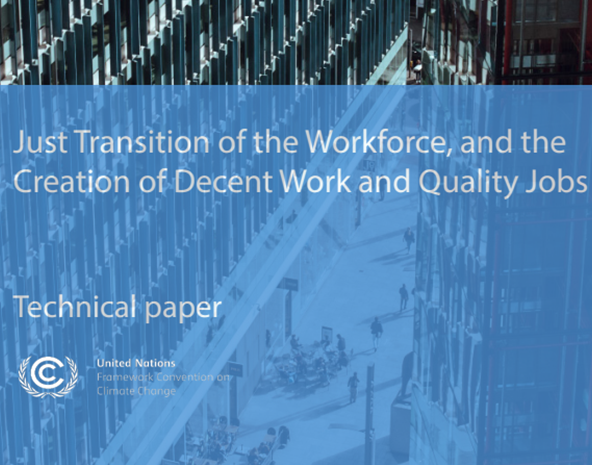 Just Transition of the Workforce, and the
Creation of Decent Work and Quality Jobs
Technical paper
United Nations
Framework Convention on
Climate Change